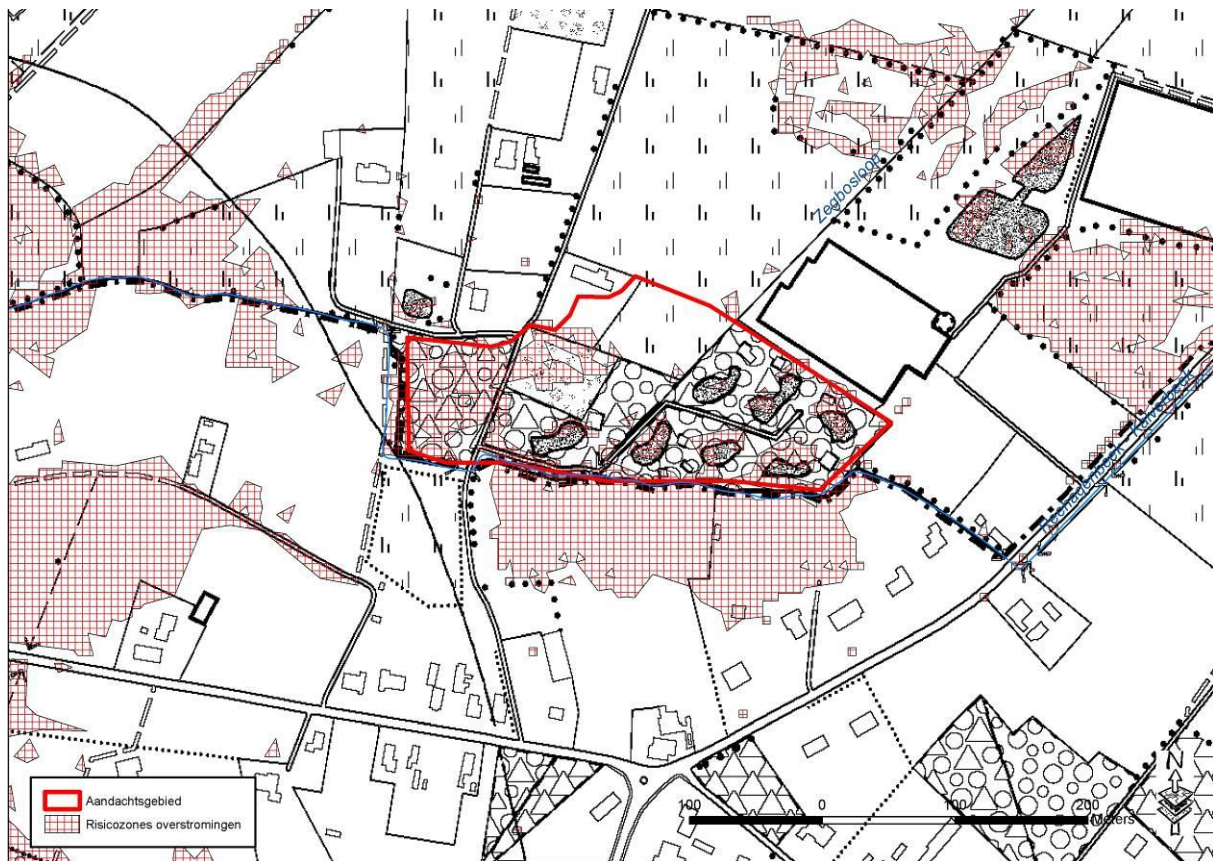 Zegbosloop
Aandachtsgebied
Risicozones overstromingen
100 0 100 200
Meters
N